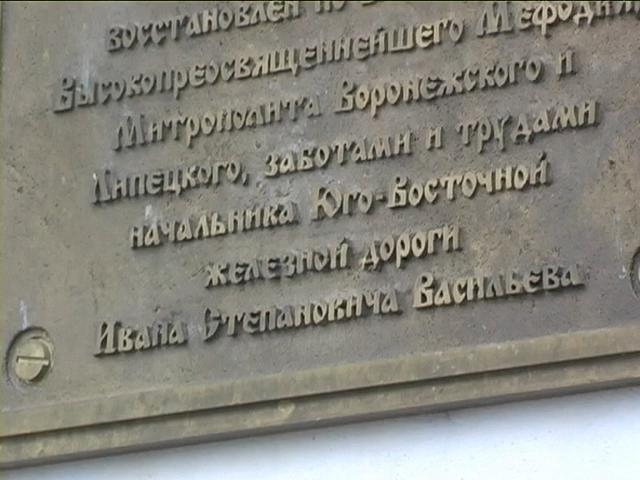 восстановлен по
Высокопреосвященнейшего Мефодия,
Митрополита Воронежского и
Липецкого, заботами и трудами
начальника Юго-Восточной
железной дороги
Ивана Степановича Васильева